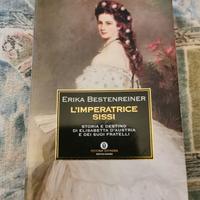 ERIKA BESTENREINER
L'IMPERATRICE
SISSI
STORIA E DESTINO
DI ELISABETTA D'AUSTRIA
E DEI SUOI FRATELLI